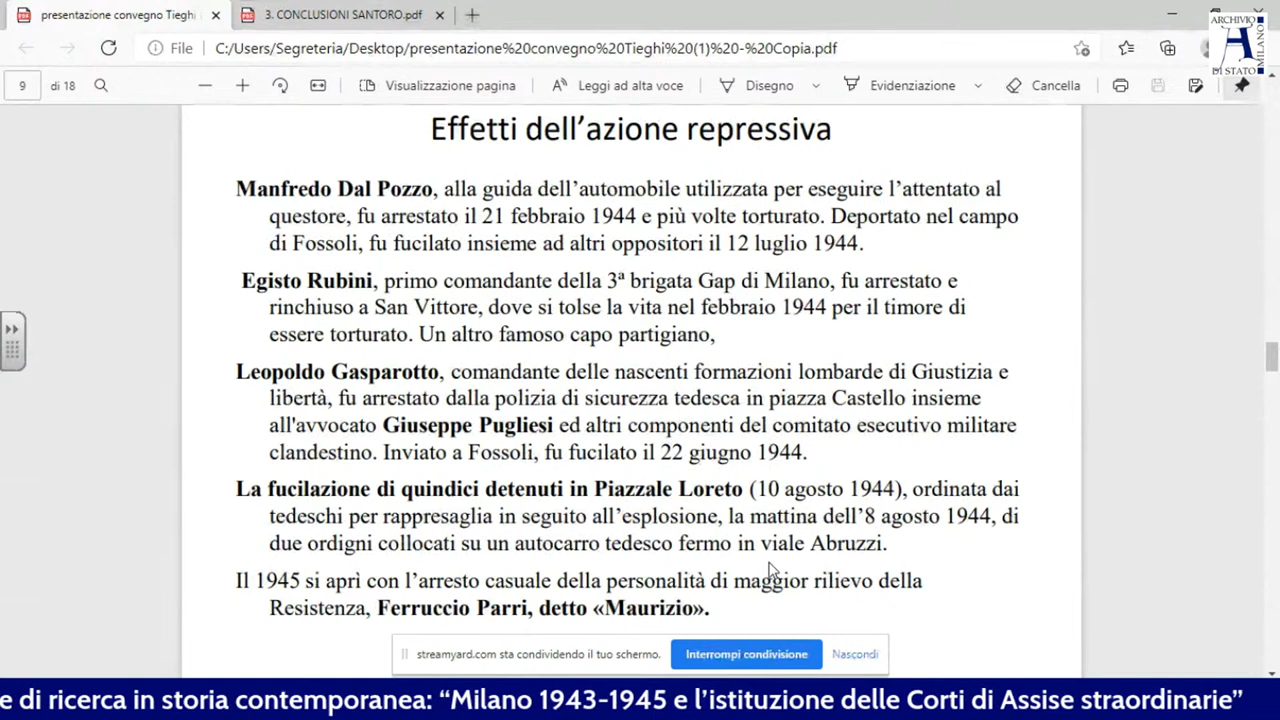 presentazione convegno Tieghi
3. CONCLUSIONI SANTORO.pdf
ARCHIVIO
DI STATO
MILANO
File
C:/Users/Segreteria/Desktop/presentazione%20convegno%20Tieghi%20(1)%20-%20Copia.pdf
9 di 18
Visualizzazione pagina
Leggi ad alta voce
Disegno
Evidenziazione
Cancella
Effetti dell’azione repressiva
Manfredo Dal Pozzo, alla guida dell’automobile utilizzata per eseguire l’attentato al
questore, fu arrestato il 21 febbraio 1944 e più volte torturato. Deportato nel campo
di Fossoli, fu fucilato insieme ad altri oppositori il 12 luglio 1944.
Egisto Rubini, primo comandante della 3ª brigata Gap di Milano, fu arrestato e
rinchiuso a San Vittore, dove si tolse la vita nel febbraio 1944 per il timore di
essere torturato. Un altro famoso capo partigiano,
Leopoldo Gasparotto, comandante delle nascenti formazioni lombarde di Giustizia e
libertà, fu arrestato dalla polizia di sicurezza tedesca in piazza Castello insieme
all'avvocato Giuseppe Pugliesi ed altri componenti del comitato esecutivo militare
clandestino. Inviato a Fossoli, fu fucilato il 22 giugno 1944.
La fucilazione di quindici detenuti in Piazzale Loreto (10 agosto 1944), ordinata dai
tedeschi per rappresaglia in seguito all’esplosione, la mattina dell’8 agosto 1944, di
due ordigni collocati su un autocarro tedesco fermo in viale Abruzzi.
Il 1945 si aprì con l’arresto casuale della personalità di maggior rilievo della
Resistenza, Ferruccio Parri, detto «Maurizio».
streamyard.com sta condividendo il tuo schermo.
Interrompi condivisione
Nascondi
e di ricerca in storia contemporanea: “Milano 1943-1945 e l’istituzione delle Corti di Assise straordinarie”